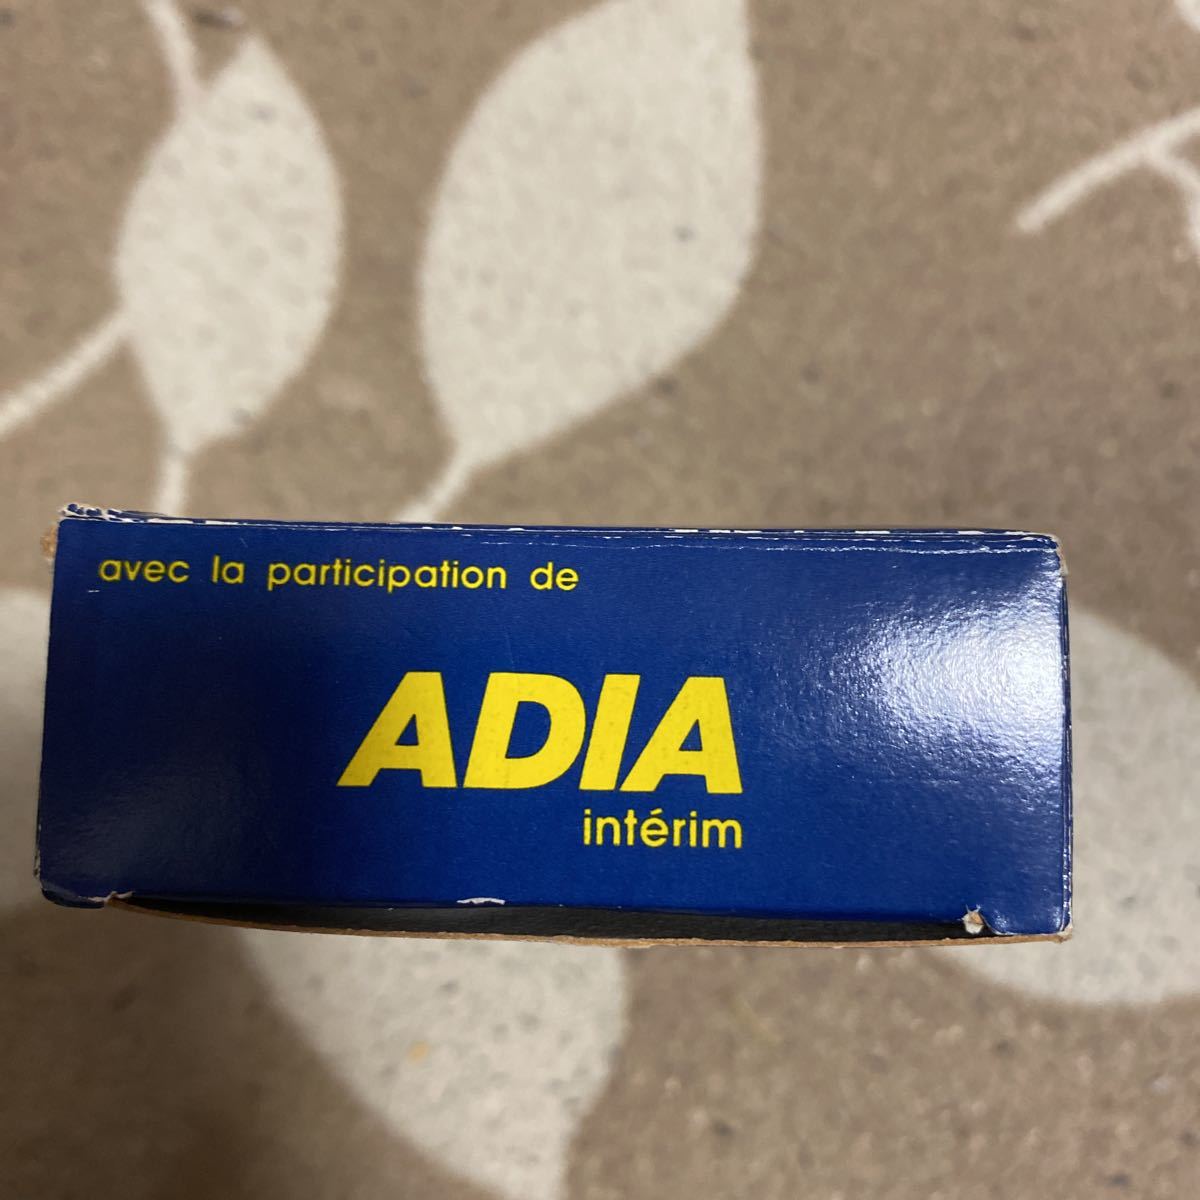 avec la participation de
ADIA
intérim